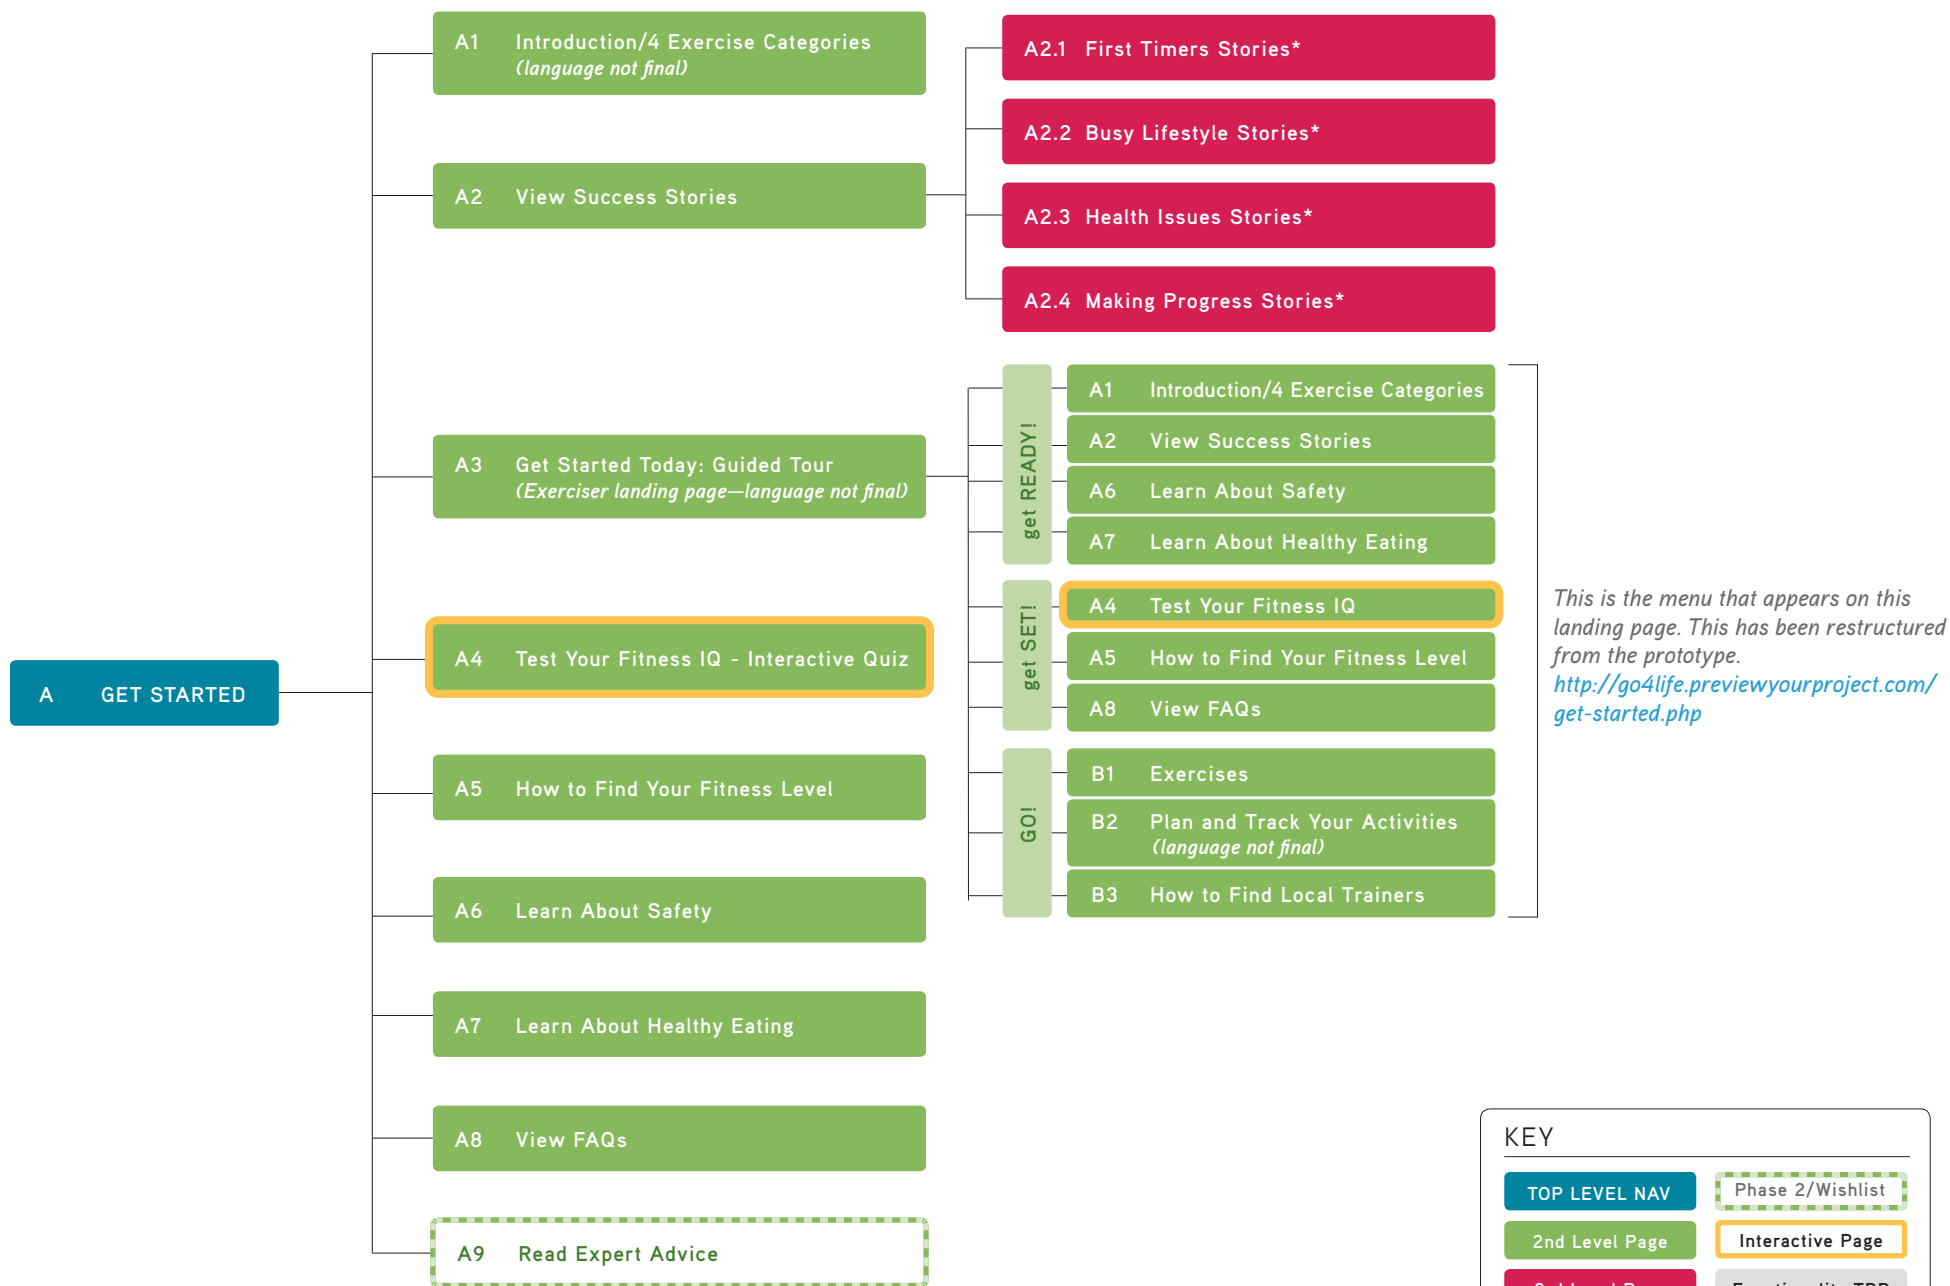 A GET STARTED
A1 Introduction/4 Exercise Categories
(language not final)
A2 View Success Stories
A3 Get Started Today: Guided Tour
(Exerciser landing page—language not final)
A4 Test Your Fitness IQ - Interactive Quiz
A5 How to Find Your Fitness Level
A6 Learn About Safety
A7 Learn About Healthy Eating
A8 View FAQs
A9 Read Expert Advice
A2.1 First Timers Stories*
A2.2 Busy Lifestyle Stories*
A2.3 Health Issues Stories*
A2.4 Making Progress Stories*
get READY!
A1 Introduction/4 Exercise Categories
A2 View Success Stories
A6 Learn About Safety
A7 Learn About Healthy Eating
get SET!
A4 Test Your Fitness IQ
A5 How to Find Your Fitness Level
A8 View FAQs
GO!
B1 Exercises
B2 Plan and Track Your Activities
(language not final)
B3 How to Find Local Trainers
This is the menu that appears on this
landing page. This has been restructured
from the prototype.
http://go4life.previewyourproject.com/
get-started.php
KEY
TOP LEVEL NAV
Phase 2/Wishlist
2nd Level Page
Interactive Page